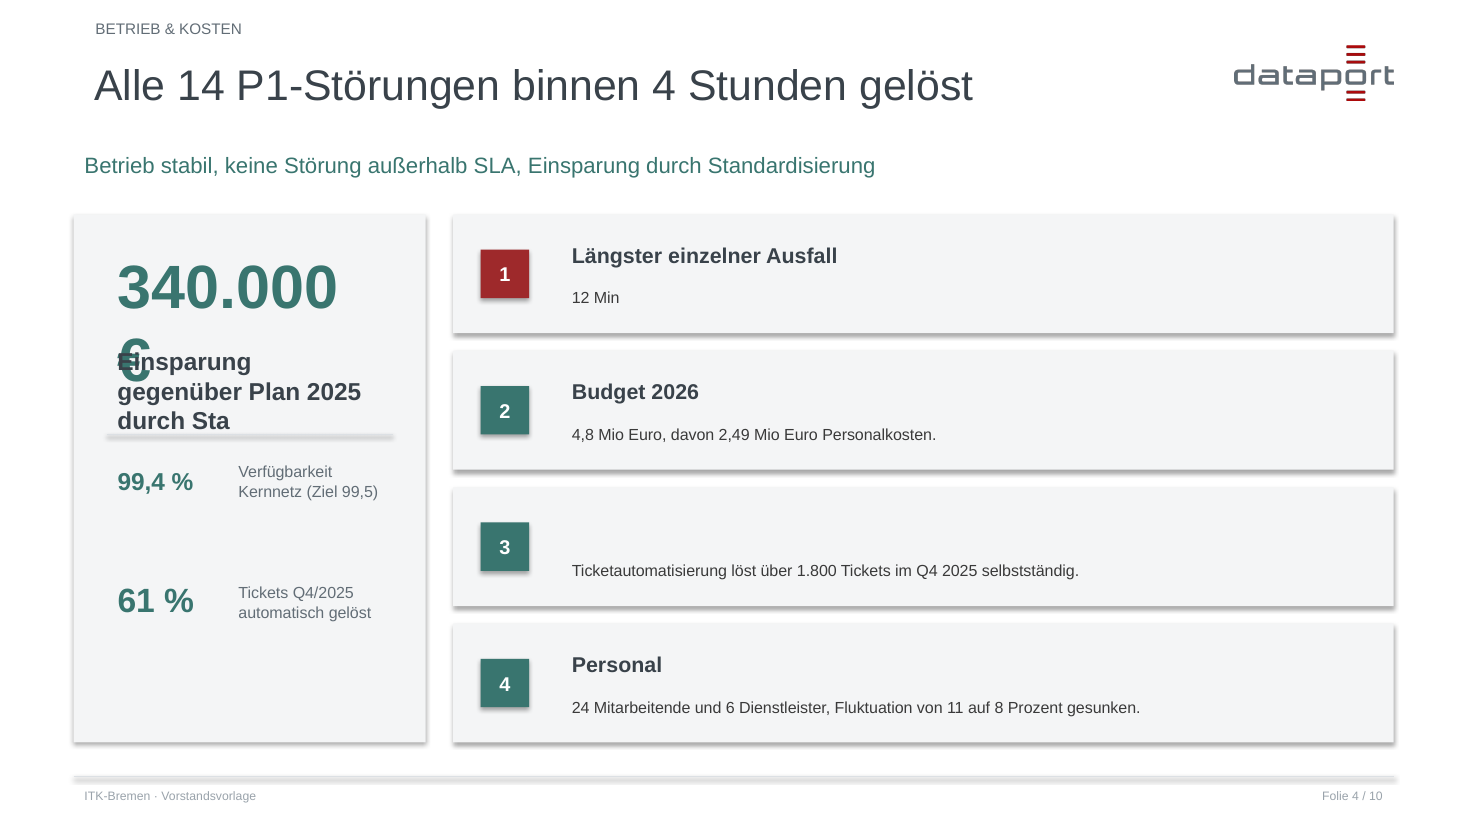 BETRIEB & KOSTEN
Alle 14 P1-Störungen binnen 4 Stunden gelöst
dataport
Betrieb stabil, keine Störung außerhalb SLA, Einsparung durch Standardisierung
340.000
€
Einsparung
gegenüber Plan 2025
durch Sta
99,4 %
Verfügbarkeit
Kernnetz (Ziel 99,5)
61 %
Tickets Q4/2025
automatisch gelöst
1
Längster einzelner Ausfall
12 Min
2
Budget 2026
4,8 Mio Euro, davon 2,49 Mio Euro Personalkosten.
3
Ticketautomatisierung löst über 1.800 Tickets im Q4 2025 selbstständig.
4
Personal
24 Mitarbeitende und 6 Dienstleister, Fluktuation von 11 auf 8 Prozent gesunken.
ITK-Bremen · Vorstandsvorlage
Folie 4 / 10